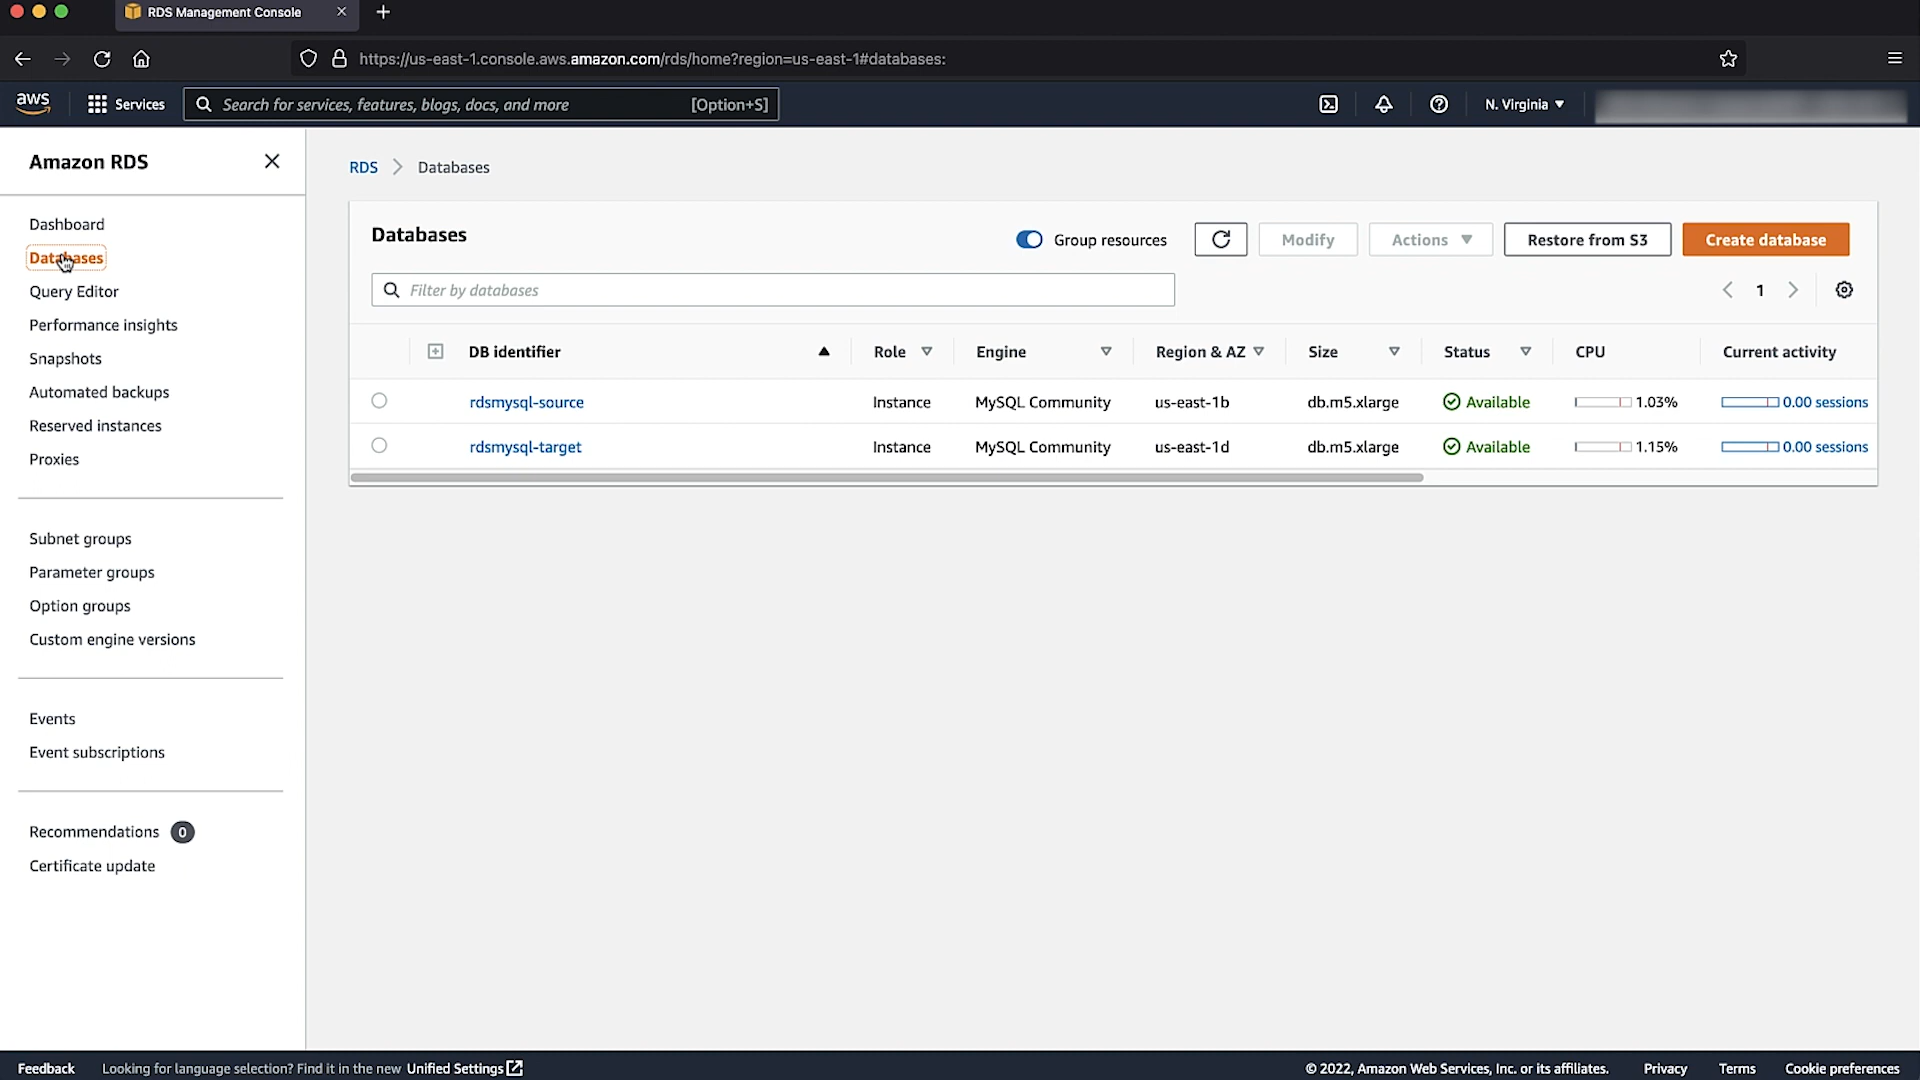 RDS Management Console
https://us-east-1.console.aws.amazon.com/rds/home?region=us-east-1#databases:
aws Services Search for services, features, blogs, docs, and more [Option+S] N. Virginia
Amazon RDS
Dashboard
Databases
Query Editor
Performance insights
Snapshots
Automated backups
Reserved instances
Proxies
Subnet groups
Parameter groups
Option groups
Custom engine versions
Events
Event subscriptions
Recommendations 0
Certificate update
RDS > Databases
Databases Group resources Modify Actions Restore from S3 Create database
Filter by databases 1
DB identifier Role Engine Region & AZ Size Status CPU Current activity
rdsmysql-source Instance MySQL Community us-east-1b db.m5.xlarge Available 1.03% 0.00 sessions
rdsmysql-target Instance MySQL Community us-east-1d db.m5.xlarge Available 1.15% 0.00 sessions
Feedback Looking for language selection? Find it in the new Unified Settings © 2022, Amazon Web Services, Inc. or its affiliates. Privacy Terms Cookie preferences